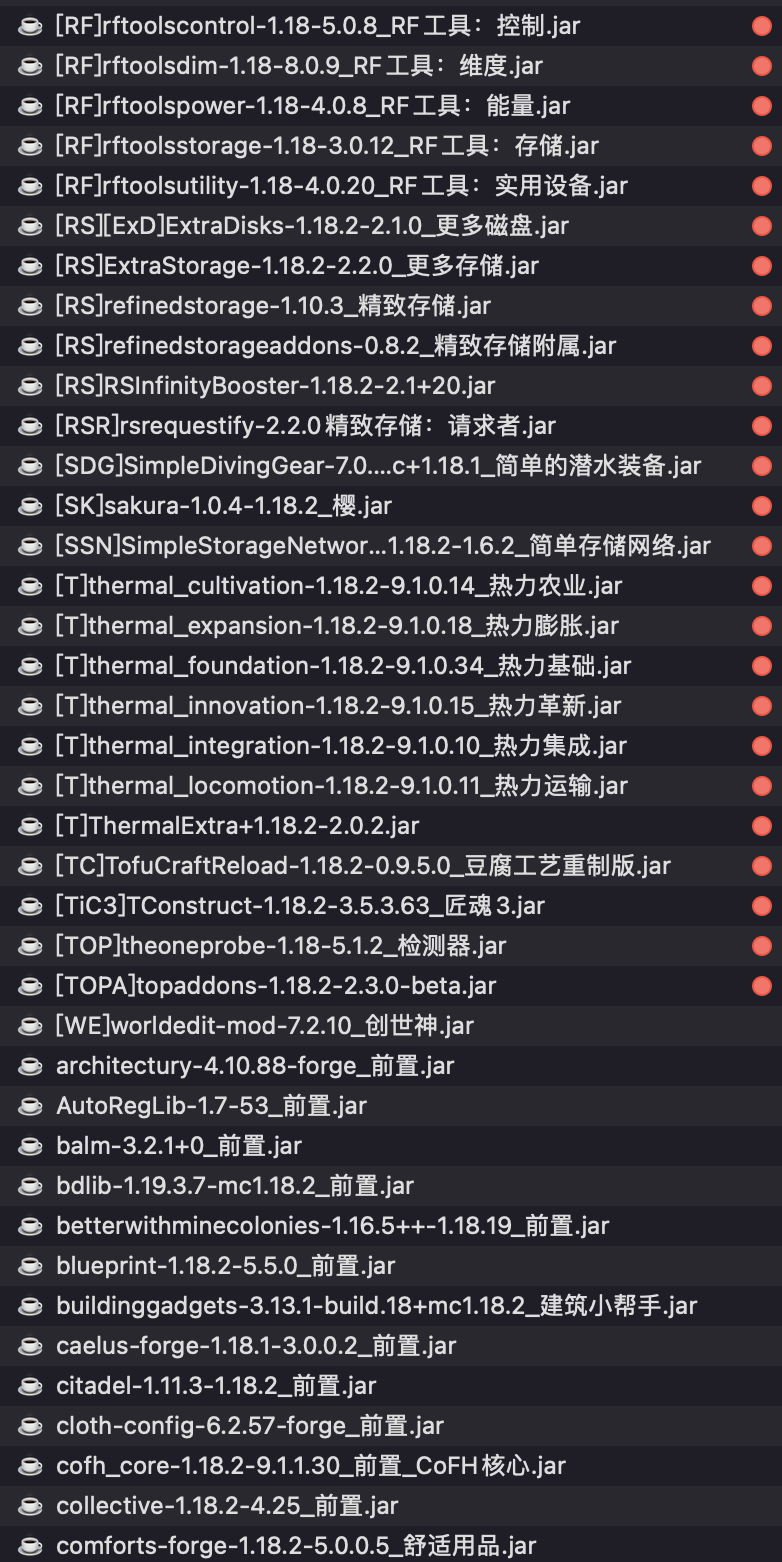 [RF]rftoolscontrol-1.18-5.0.8_RF工具：控制.jar
[RF]rftoolsdim-1.18-8.0.9_RF工具：维度.jar
[RF]rftoolspower-1.18-4.0.8_RF工具：能量.jar
[RF]rftoolsstorage-1.18-3.0.12_RF工具：存储.jar
[RF]rftoolsutility-1.18-4.0.20_RF工具：实用设备.jar
[RS][ExD]ExtraDisks-1.18.2-2.1.0_更多磁盘.jar
[RS]ExtraStorage-1.18.2-2.2.0_更多存储.jar
[RS]refinedstorage-1.10.3_精致存储.jar
[RS]refinedstorageaddons-0.8.2_精致存储附属.jar
[RS]RSInfinityBooster-1.18.2-2.1+20.jar
[RSR]rsrequestify-2.2.0精致存储：请求者.jar
[SDG]SimpleDivingGear-7.0....c+1.18.1_简单的潜水装备.jar
[SK]sakura-1.0.4-1.18.2_樱.jar
[SSN]SimpleStorageNetwor...1.18.2-1.6.2_简单存储网络.jar
[T]thermal_cultivation-1.18.2-9.1.0.14_热力农业.jar
[T]thermal_expansion-1.18.2-9.1.0.18_热力膨胀.jar
[T]thermal_foundation-1.18.2-9.1.0.34_热力基础.jar
[T]thermal_innovation-1.18.2-9.1.0.15_热力革新.jar
[T]thermal_integration-1.18.2-9.1.0.10_热力集成.jar
[T]thermal_locomotion-1.18.2-9.1.0.11_热力运输.jar
[T]ThermalExtra+1.18.2-2.0.2.jar
[TC]TofuCraftReload-1.18.2-0.9.5.0_豆腐工艺重制版.jar
[TiC3]TConstruct-1.18.2-3.5.3.63_匠魂3.jar
[TOP]theoneprobe-1.18-5.1.2_检测器.jar
[TOPA]topaddons-1.18.2-2.3.0-beta.jar
[WE]worldedit-mod-7.2.10_创世神.jar
architectury-4.10.88-forge_前置.jar
AutoRegLib-1.7-53_前置.jar
balm-3.2.1+0_前置.jar
bdlib-1.19.3.7-mc1.18.2_前置.jar
betterwithminecolonies-1.16.5++-1.18.19_前置.jar
blueprint-1.18.2-5.5.0_前置.jar
buildinggadgets-3.13.1-build.18+mc1.18.2_建筑小帮手.jar
caelus-forge-1.18.1-3.0.0.2_前置.jar
citadel-1.11.3-1.18.2_前置.jar
cloth-config-6.2.57-forge_前置.jar
cofh_core-1.18.2-9.1.1.30_前置_CoFH核心.jar
collective-1.18.2-4.25_前置.jar
comforts-forge-1.18.2-5.0.0.5_舒适用品.jar